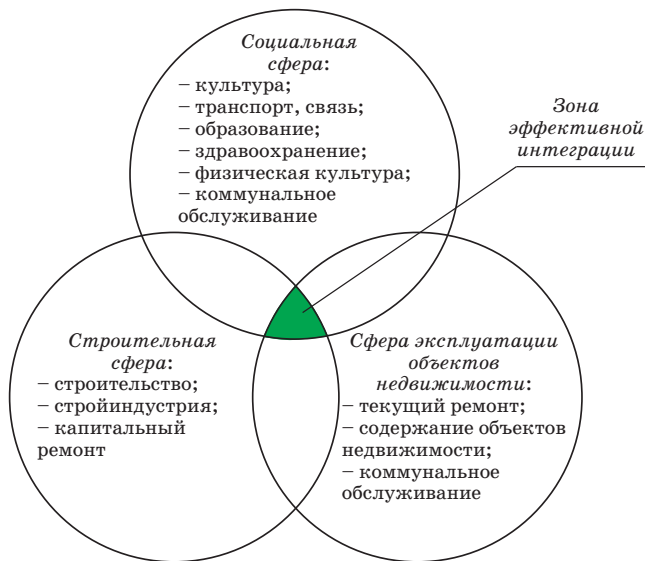 Социальная
сфера:
– культура;
– транспорт, связь;
– образование;
– здравоохранение;
– физическая культура;
– коммунальное
обслуживание
Зона
эффективной
интеграции
Строительная
сфера:
– строительство;
– стройиндустрия;
– капитальный
ремонт
Сфера эксплуатации
объектов
недвижимости:
– текущий ремонт;
– содержание объектов
недвижимости;
– коммунальное
обслуживание